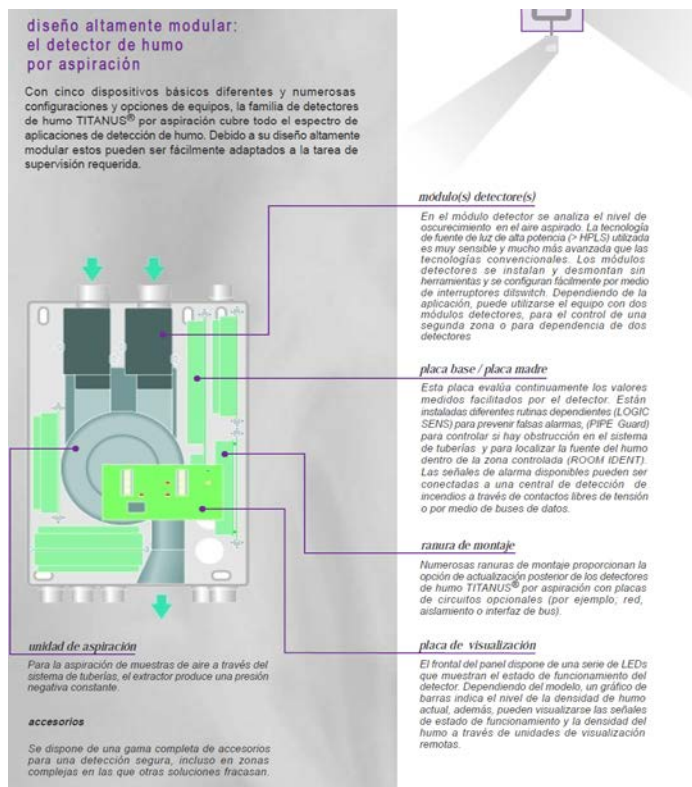 diseño altamente modular:
el detector de humo
por aspiración
Con cinco dispositivos básicos diferentes y numerosas
configuraciones y opciones de equipos, la familia de detectores
de humo TITANUS® por aspiración cubre todo el espectro de
aplicaciones de detección de humo. Debido a su diseño altamente
modular estos pueden ser fácilmente adaptados a la tarea de
supervisión requerida.
módulo(s) detectore(s)
En el módulo detector se analiza el nivel de
oscurecimiento en el aire aspirado. La tecnología
de fuente de luz de alta potencia (> HPLS) utilizada
es muy sensible y mucho más avanzada que las
tecnologías convencionales. Los módulos
detectores se instalan y desmontan sin
herramientas y se configuran fácilmente por medio
de interruptores dilswitch. Dependiendo de la
aplicación, puede utilizarse el equipo con dos
módulos detectores, para el control de una
segunda zona o para dependencia de dos
detectores
placa base / placa madre
Esta placa evalúa continuamente los valores
medidos facilitados por el detector. Están
instaladas diferentes rutinas dependientes (LOGIC
SENS) para prevenir falsas alarmas, (PIPE Guard)
para controlar si hay obstrucción en el sistema
de tuberías y para localizar la fuente del humo
dentro de la zona controlada (ROOM IDENT).
Las señales de alarma disponibles pueden ser
conectadas a una central de detección de
incendios a través de contactos libres de tensión
o por medio de buses de datos.
ranura de montaje
Numerosas ranuras de montaje proporcionan la
opción de actualización posterior de los detectores
de humo TITANUS® por aspiración con placas
de circuitos opcionales (por ejemplo; red,
aislamiento o interfaz de bus).
placa de visualización
El frontal del panel dispone de una serie de LEDs
que muestran el estado de funcionamiento del
detector. Dependiendo del modelo, un gráfico de
barras indica el nivel de la densidad de humo
actual, además, pueden visualizarse las señales
de estado de funcionamiento y la densidad del
humo a través de unidades de visualización
remotas.
unidad de aspiración
Para la aspiración de muestras de aire a través del
sistema de tuberías, el extractor produce una presión
negativa constante.
accesorios
Se dispone de una gama completa de accesorios
para una detección segura, incluso en zonas
complejas en las que otras soluciones fracasan.